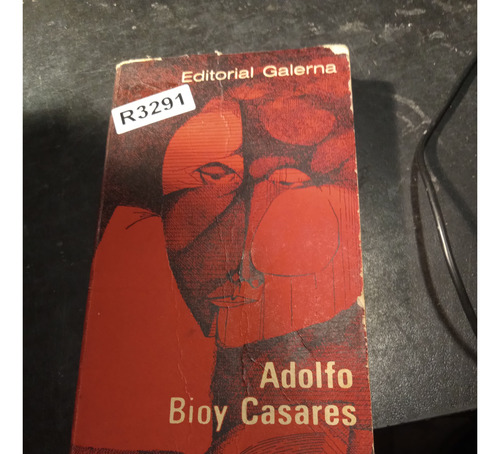 Editorial Galerna
R3291
Adolfo
Bioy Casares